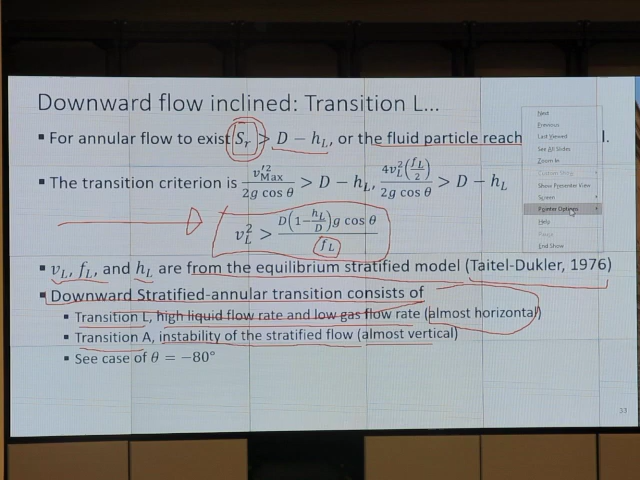 Downward flow inclined: Transition L...
▪ For annular flow to exist S_r > D − h_L, or the fluid particle reach l.
▪ The transition criterion is v'²_Max / 2g cos θ > D − h_L, 4v_L²(f_L/2) / 2g cos θ > D − h_L
v_L² > D(1−h_L/D)g cos θ / f_L
▪ v_L, f_L, and h_L are from the equilibrium stratified model (Taitel-Dukler, 1976)
▪ Downward Stratified-annular transition consists of
▪ Transition L, high liquid flow rate and low gas flow rate (almost horizontal)
▪ Transition A, instability of the stratified flow (almost vertical)
▪ See case of θ = −80°
Next
Previous
Last Viewed
See All Slides
Zoom In
Custom Show
Show Presenter View
Screen
Pointer Options
Help
Pause
End Show
33